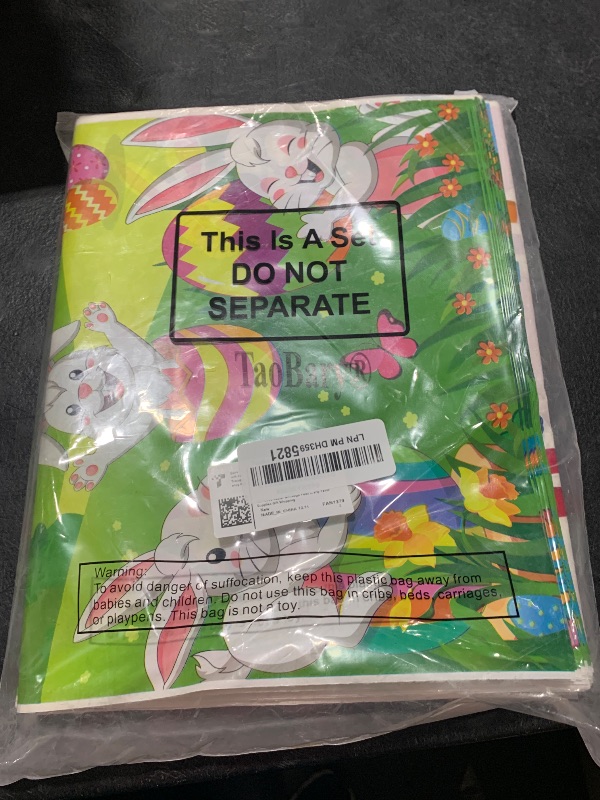 This Is A Set
DO NOT
SEPARATE
TaoBary®
LPN PM DH3595821
Warning:
To avoid danger of suffocation, keep this plastic bag away from
babies and children. Do not use this bag in cribs, beds, carriages,
or playpens. This bag is not a toy.